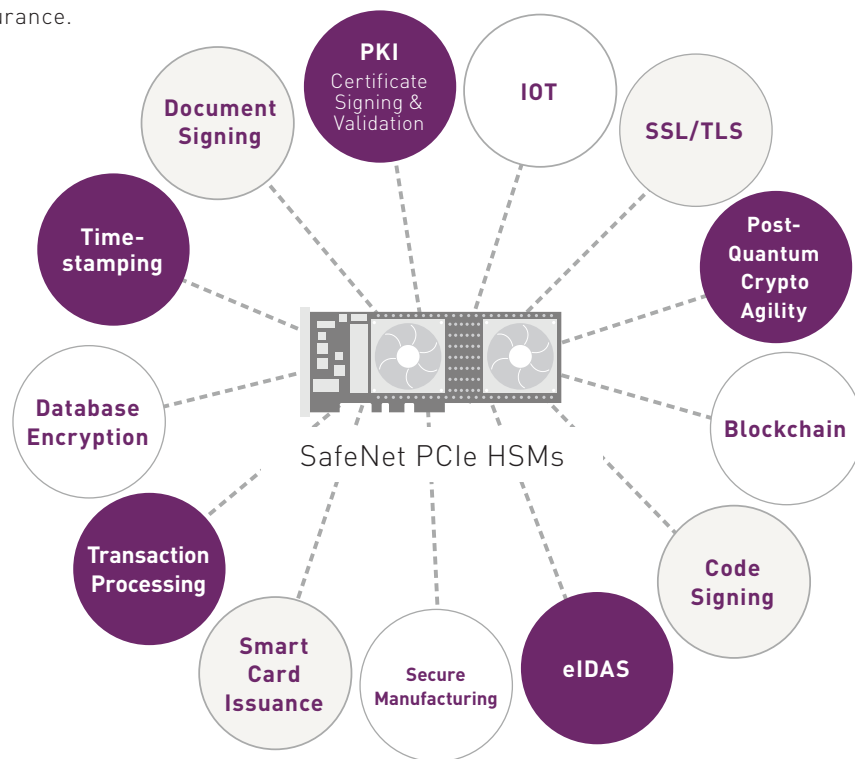 urance.
PKI
Certificate
Signing &
Validation
IOT
Document
Signing
SSL/TLS
Time-
stamping
Post-
Quantum
Crypto
Agility
Database
Encryption
Blockchain
SafeNet PCIe HSMs
Transaction
Processing
Code
Signing
Smart
Card
Issuance
Secure
Manufacturing
eIDAS